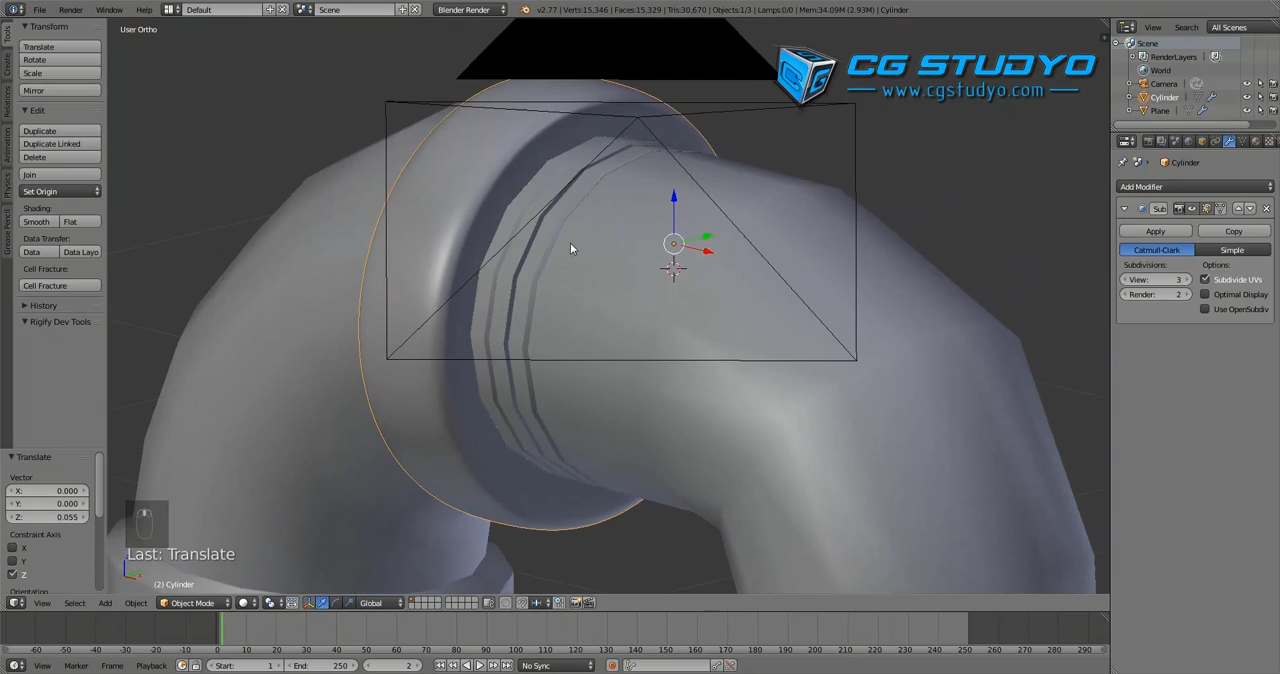 File Render Window Help Default Scene Blender Render v2.77 | Verts:15,346 | Faces:15,329 | Tris:30,670 | Objects:1/3 | Lamps:0/0 | Mem:34.09M (2.93M) | Cylinder
Tools
Create
Relations
Animation
Physics
Grease Pencil
Transform
Translate
Rotate
Scale
Mirror
Edit
Duplicate
Duplicate Linked
Delete
Join
Set Origin
Shading:
Smooth Flat
Data Transfer:
Data Data Layo
Cell Fracture:
Cell Fracture
History
Rigify Dev Tools
Translate
Vector
X: 0.000
Y: 0.000
Z: 0.055
Constraint Axis
X
Y
Z
Orientation
User Ortho
CG STUDYO
www.cgstudyo.com
Last: Translate
(2) Cylinder
View Select Add Object Object Mode Global
View Search All Scenes
Scene
RenderLayers
World
Camera
Cylinder
Plane
Cylinder
Add Modifier
Sub
Apply Copy
Catmull-Clark Simple
Subdivisions: Options:
View: 3 Subdivide UVs
Render: 2 Optimal Display
Use OpenSubdiv
-60 -50 -40 -30 -20 -10 0 10 20 30 40 50 60 70 80 90 100 110 120 130 140 150 160 170 180 190 200 210 220 230 240 250 260 270 280 290
View Marker Frame Playback Start: 1 End: 250 2 No Sync